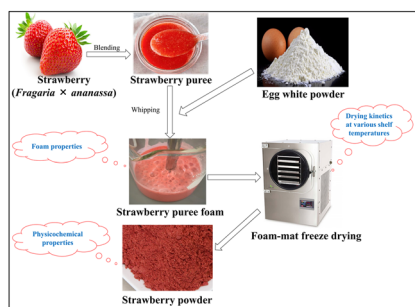 Blending
Strawberry
(Fragaria × ananassa)
Strawberry puree
Egg white powder
Whipping
Drying kinetics
at various shelf
temperatures
Foam properties
Strawberry puree foam
Foam-mat freeze drying
Physicochemical
properties
Strawberry powder